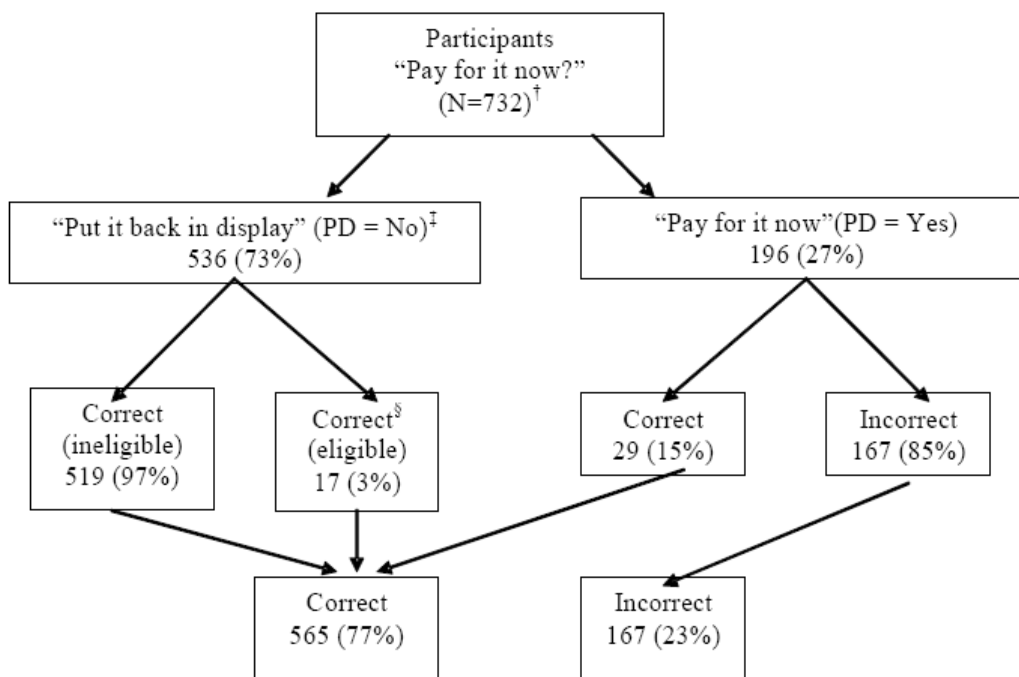 Participants
“Pay for it now?”
(N=732)†
“Put it back in display” (PD = No)‡
536 (73%)
“Pay for it now”(PD = Yes)
196 (27%)
Correct
(ineligible)
519 (97%)
Correct§
(eligible)
17 (3%)
Correct
29 (15%)
Incorrect
167 (85%)
Correct
565 (77%)
Incorrect
167 (23%)